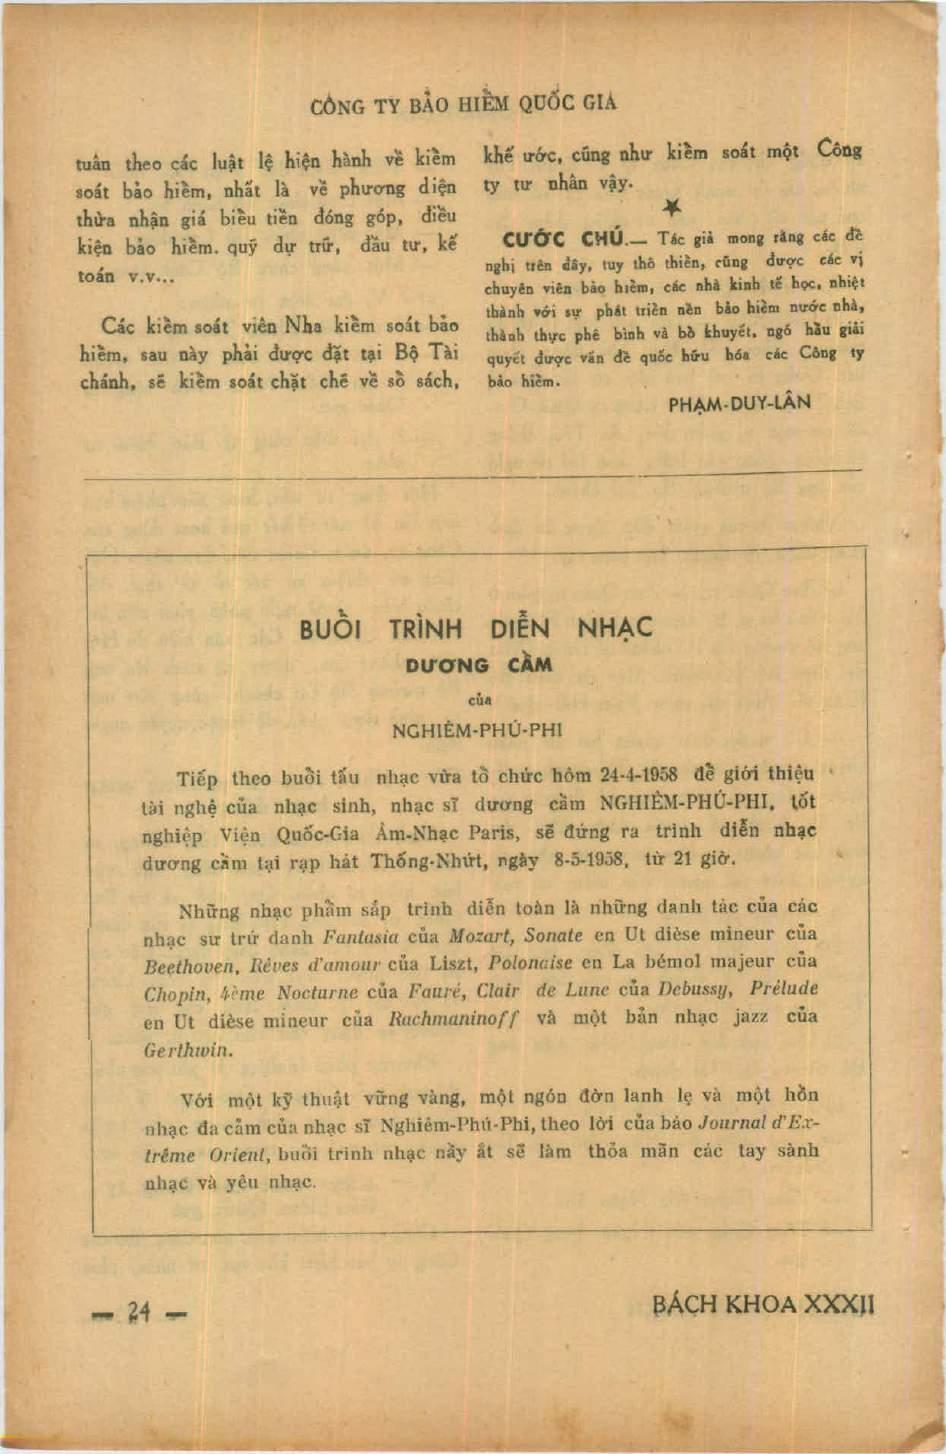 CÔNG TY BẢO HIỂM QUỐC GIA
tuân theo các luật lệ hiện hành về kiểm
soát bảo hiểm, nhất là về phương diện
thừa nhận giá biểu tiền đóng góp, điều
kiện bảo hiểm. quỹ dự trữ, đầu tư, kế
toán v.v...
Các kiểm soát viên Nha kiểm soát bảo
hiểm, sau này phải được đặt tại Bộ Tài
chánh, sẽ kiểm soát chặt chẽ về sổ sách,
khế ước, cũng như kiểm soát một Công
ty tư nhân vậy.
★
CƯỚC CHÚ.— Tác giả mong rằng các đề
nghị trên đây, tuy thô thiển, cũng được các vị
chuyên viên bảo hiểm, các nhà kinh tế học, nhiệt
thành với sự phát triển nền bảo hiểm nước nhà,
thành thực phê bình và bổ khuyết, ngõ hầu giải
quyết được vấn đề quốc hữu hóa các Công ty
bảo hiểm.
PHẠM-DUY-LÂN
BUỔI TRÌNH DIỄN NHẠC
DƯƠNG CẦM
của
NGHIÊM-PHÚ-PHI
Tiếp theo buổi tấu nhạc vừa tổ chức hôm 24-4-1958 để giới thiệu
tài nghệ của nhạc sinh, nhạc sĩ dương cầm NGHIÊM-PHÚ-PHI, tốt
nghiệp Viện Quốc-Gia Âm-Nhạc Paris, sẽ đứng ra trình diễn nhạc
dương cầm tại rạp hát Thống-Nhứt, ngày 8-5-1958, từ 21 giờ.
Những nhạc phẩm sắp trình diễn toàn là những danh tác của các
nhạc sư trứ danh Fantasia của Mozart, Sonate en Ut dièse mineur của
Beethoven, Rêves d'amour của Liszt, Polonaise en La bémol majeur của
Chopin, 4ème Nocturne của Fauré, Clair de Lune của Debussy, Prélude
en Ut dièse mineur của Rachmaninoff và một bản nhạc jazz của
Gerthwin.
Với một kỹ thuật vững vàng, một ngón đờn lanh lẹ và một hồn
nhạc đa cảm của nhạc sĩ Nghiêm-Phú-Phi, theo lời của báo Journal d'Ex-
trême Orient, buổi trình nhạc nầy ắt sẽ làm thỏa mãn các tay sành
nhạc và yêu nhạc.
— 24 —
BÁCH KHOA XXXII